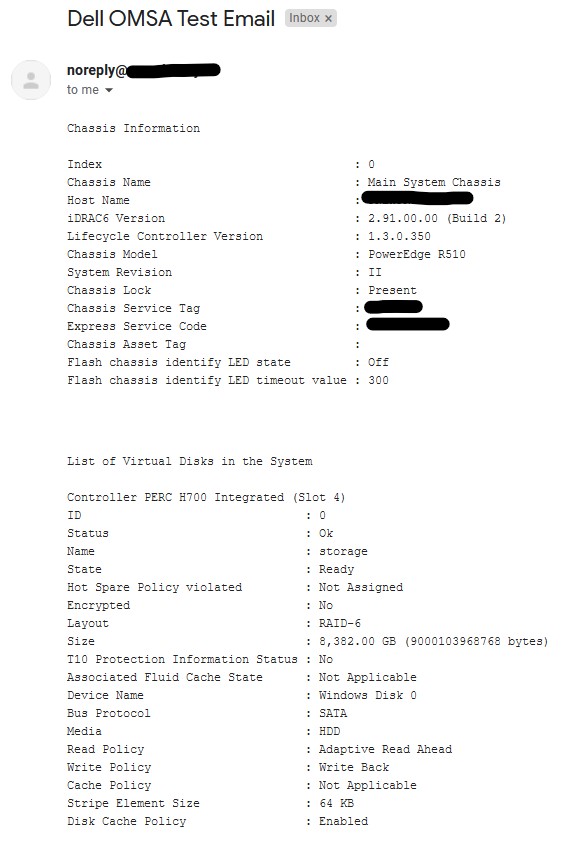 Dell OMSA Test Email Inbox ×
noreply@
to me
Chassis Information
Index : 0
Chassis Name : Main System Chassis
Host Name :
iDRAC6 Version : 2.91.00.00 (Build 2)
Lifecycle Controller Version : 1.3.0.350
Chassis Model : PowerEdge R510
System Revision : II
Chassis Lock : Present
Chassis Service Tag :
Express Service Code :
Chassis Asset Tag :
Flash chassis identify LED state : Off
Flash chassis identify LED timeout value : 300
List of Virtual Disks in the System
Controller PERC H700 Integrated (Slot 4)
ID : 0
Status : Ok
Name : storage
State : Ready
Hot Spare Policy violated : Not Assigned
Encrypted : No
Layout : RAID-6
Size : 8,382.00 GB (9000103968768 bytes)
T10 Protection Information Status : No
Associated Fluid Cache State : Not Applicable
Device Name : Windows Disk 0
Bus Protocol : SATA
Media : HDD
Read Policy : Adaptive Read Ahead
Write Policy : Write Back
Cache Policy : Not Applicable
Stripe Element Size : 64 KB
Disk Cache Policy : Enabled